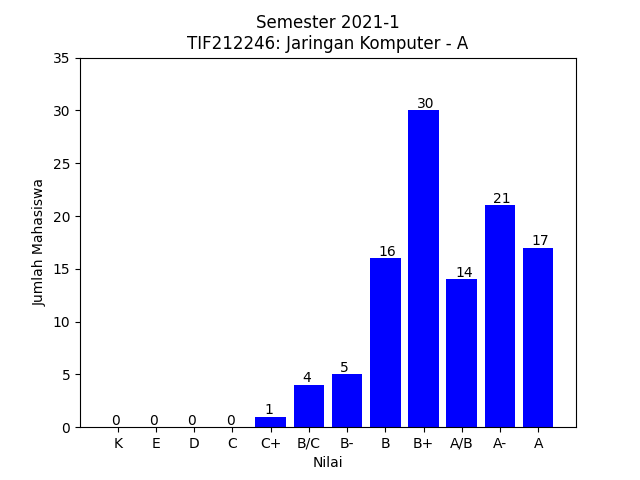 Semester 2021-1
TIF212246: Jaringan Komputer - A
Jumlah Mahasiswa
35
30
25
20
15
10
5
0
0 0 0 0 1 4 5 16 30 14 21 17
K E D C C+ B/C B- B B+ A/B A- A
Nilai